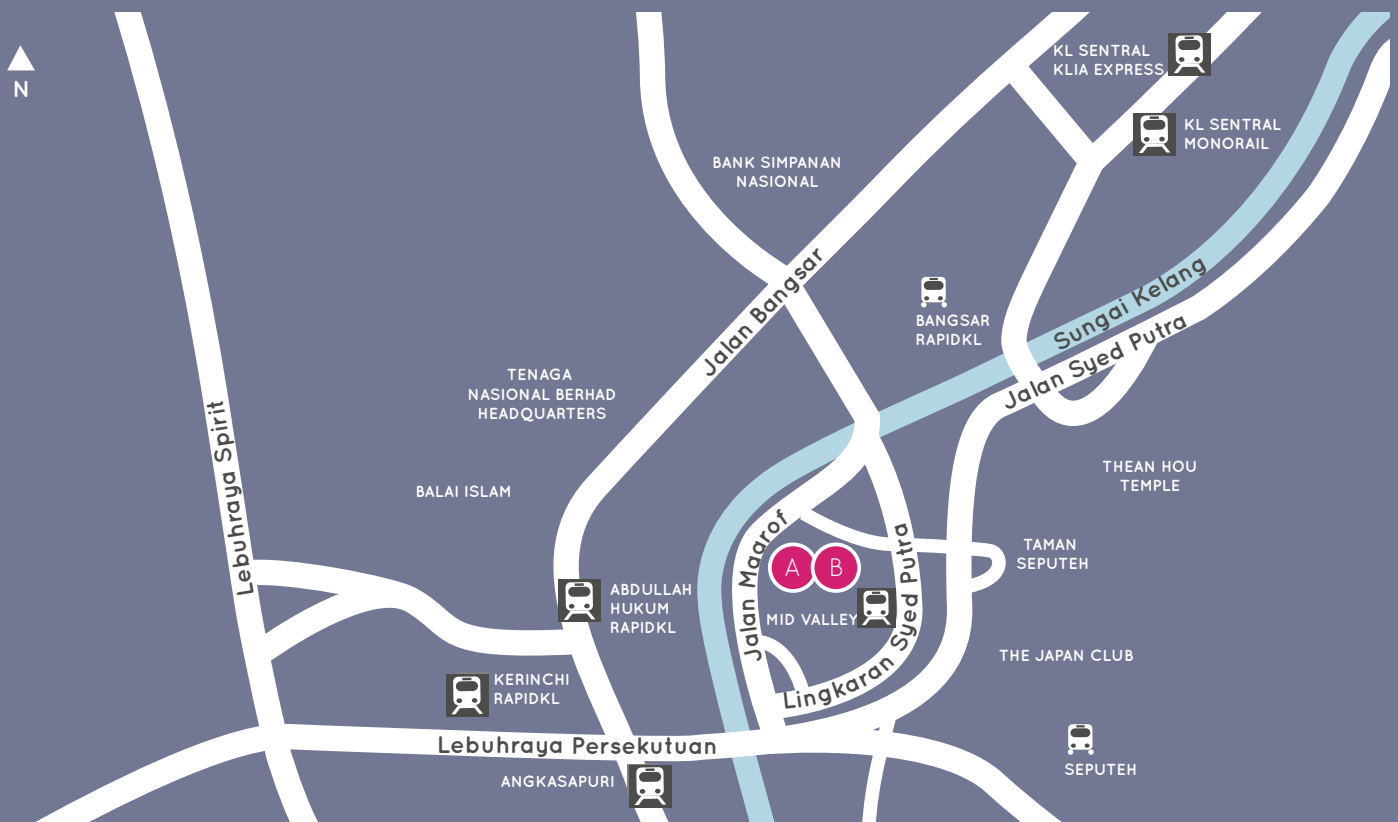 N
KL SENTRAL
KLIA EXPRESS
KL SENTRAL
MONORAIL
BANK SIMPANAN
NASIONAL
Jalan Bangsar
Sungai Kelang
Jalan Syed Putra
BANGSAR
RAPIDKL
TENAGA
NASIONAL BERHAD
HEADQUARTERS
BALAI ISLAM
Lebuhraya Spirit
THEAN HOU
TEMPLE
TAMAN
SEPUTEH
Jalan Maarof
A
B
MID VALLEY
Lingkaran Syed Putra
ABDULLAH
HUKUM
RAPIDKL
THE JAPAN CLUB
KERINCHI
RAPIDKL
Lebuhraya Persekutuan
ANGKASAPURI
SEPUTEH